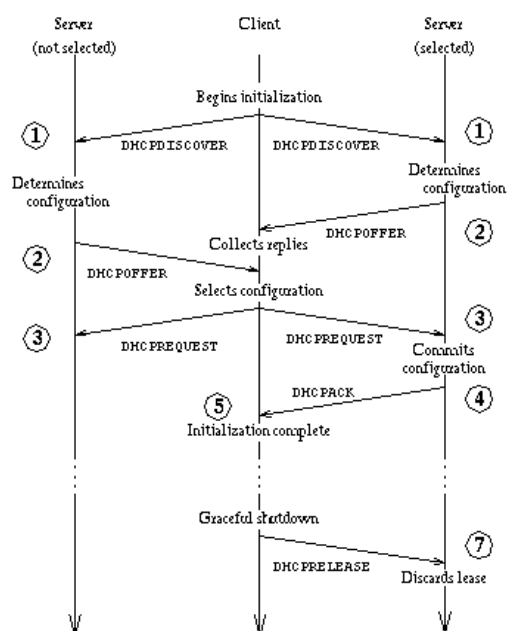 Server Client Server
(not selected) (selected)
Begins initialization
1 1
DHCPDISCOVER DHCPDISCOVER
Determines Determines
configuration configuration
DHCPOFFER 2
Collects replies
2 DHCPOFFER
Selects configuration
3 3
DHCPREQUEST DHCPREQUEST
Commits
configuration
DHCPACK 4
5
Initialization complete
Graceful shutdown
7
DHCPRELEASE
Discards lease